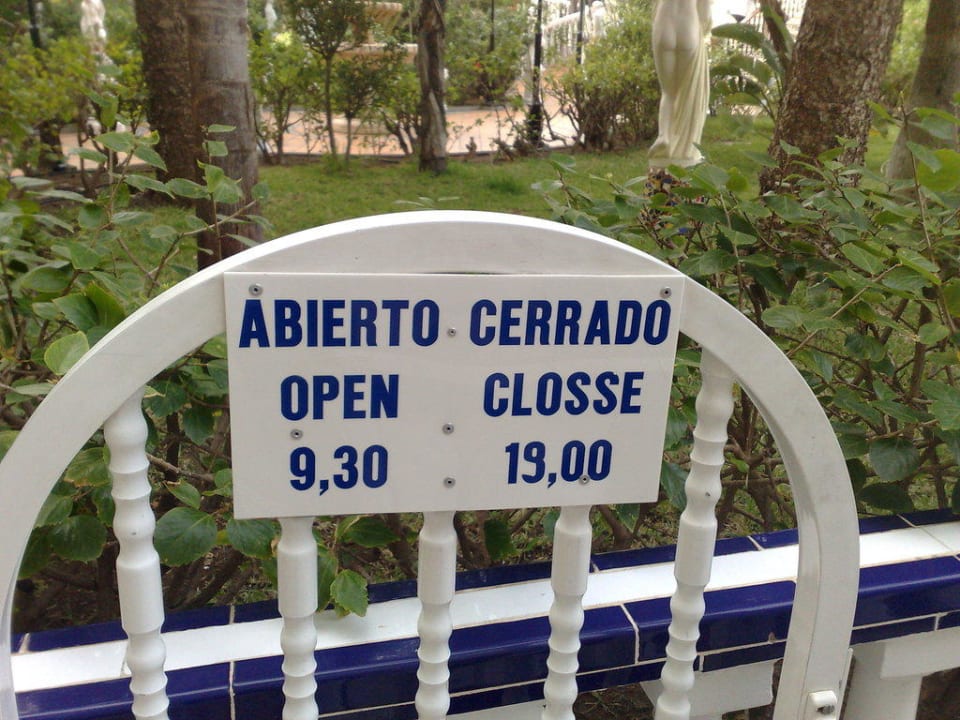 ABIERTO CERRADO
OPEN CLOSSE
9,30 19,00